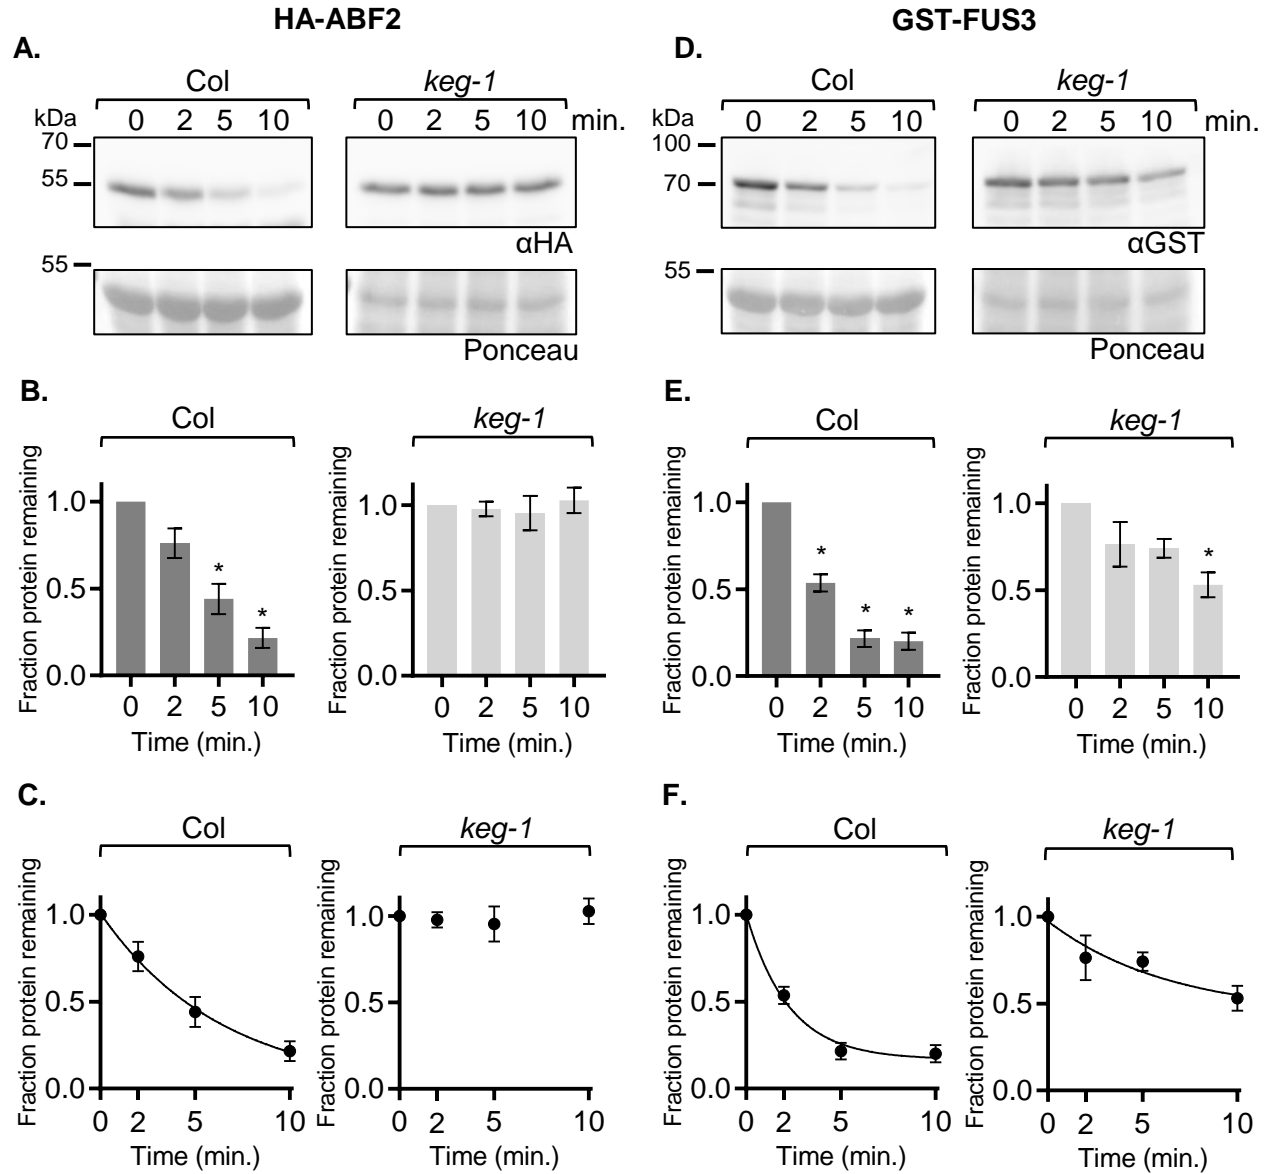 HA-ABF2
A.
Col
keg-1
kDa
0 2 5 10
0 2 5 10 min.
70
55
αHA
55
Ponceau
B.
Col
keg-1
Fraction protein remaining
1.0
0.5
0.0
* *
0 2 5 10
Time (min.)
Fraction protein remaining
1.0
0.5
0.0
0 2 5 10
Time (min.)
C.
Col
keg-1
Fraction protein remaining
1.0
0.5
0.0
0 2 5 10
Time (min.)
Fraction protein remaining
1.0
0.5
0.0
0 2 5 10
Time (min.)
GST-FUS3
D.
Col
keg-1
kDa
0 2 5 10
0 2 5 10 min.
100
70
αGST
55
Ponceau
E.
Col
keg-1
Fraction protein remaining
1.0
0.5
0.0
* * *
0 2 5 10
Time (min.)
Fraction protein remaining
1.0
0.5
0.0
*
0 2 5 10
Time (min.)
F.
Col
keg-1
Fraction protein remaining
1.0
0.5
0.0
0 2 5 10
Time (min.)
Fraction protein remaining
1.0
0.5
0.0
0 2 5 10
Time (min.)